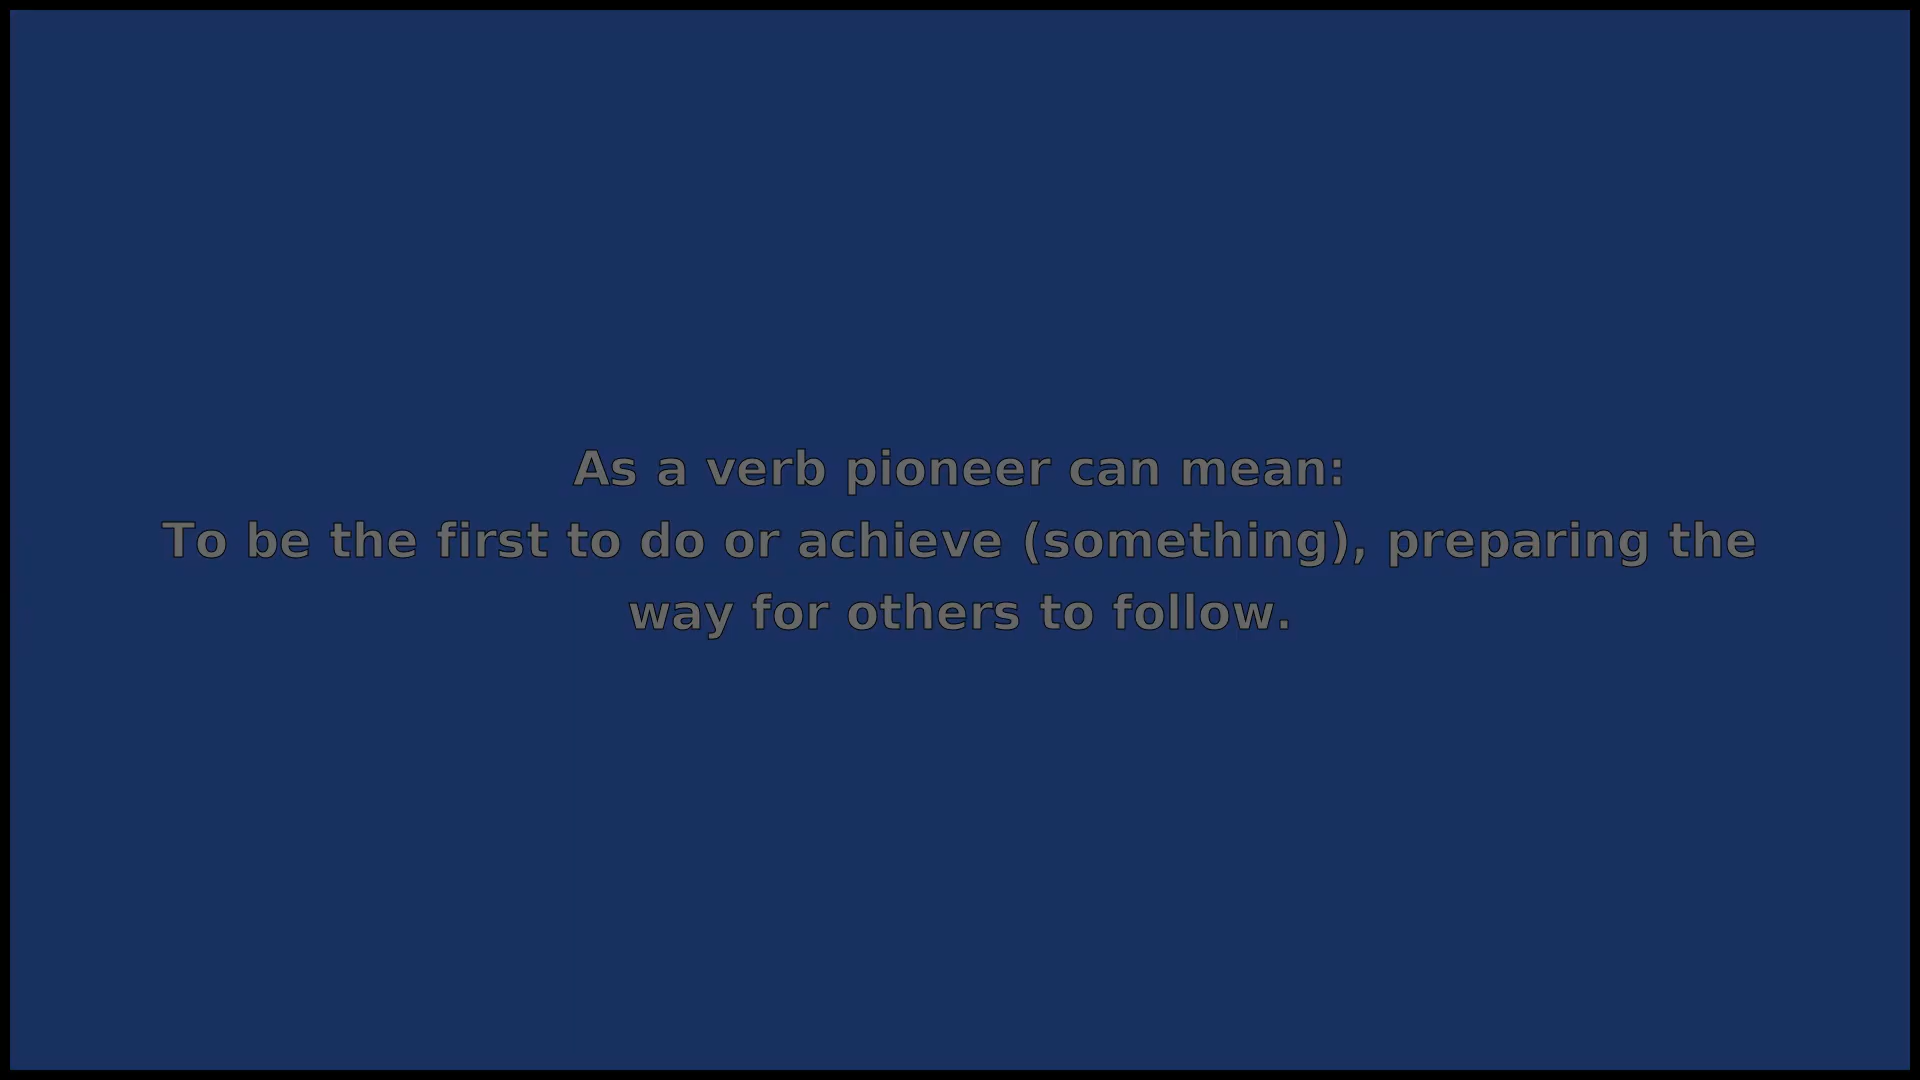 As a verb pioneer can mean:
To be the first to do or achieve (something), preparing the
way for others to follow.